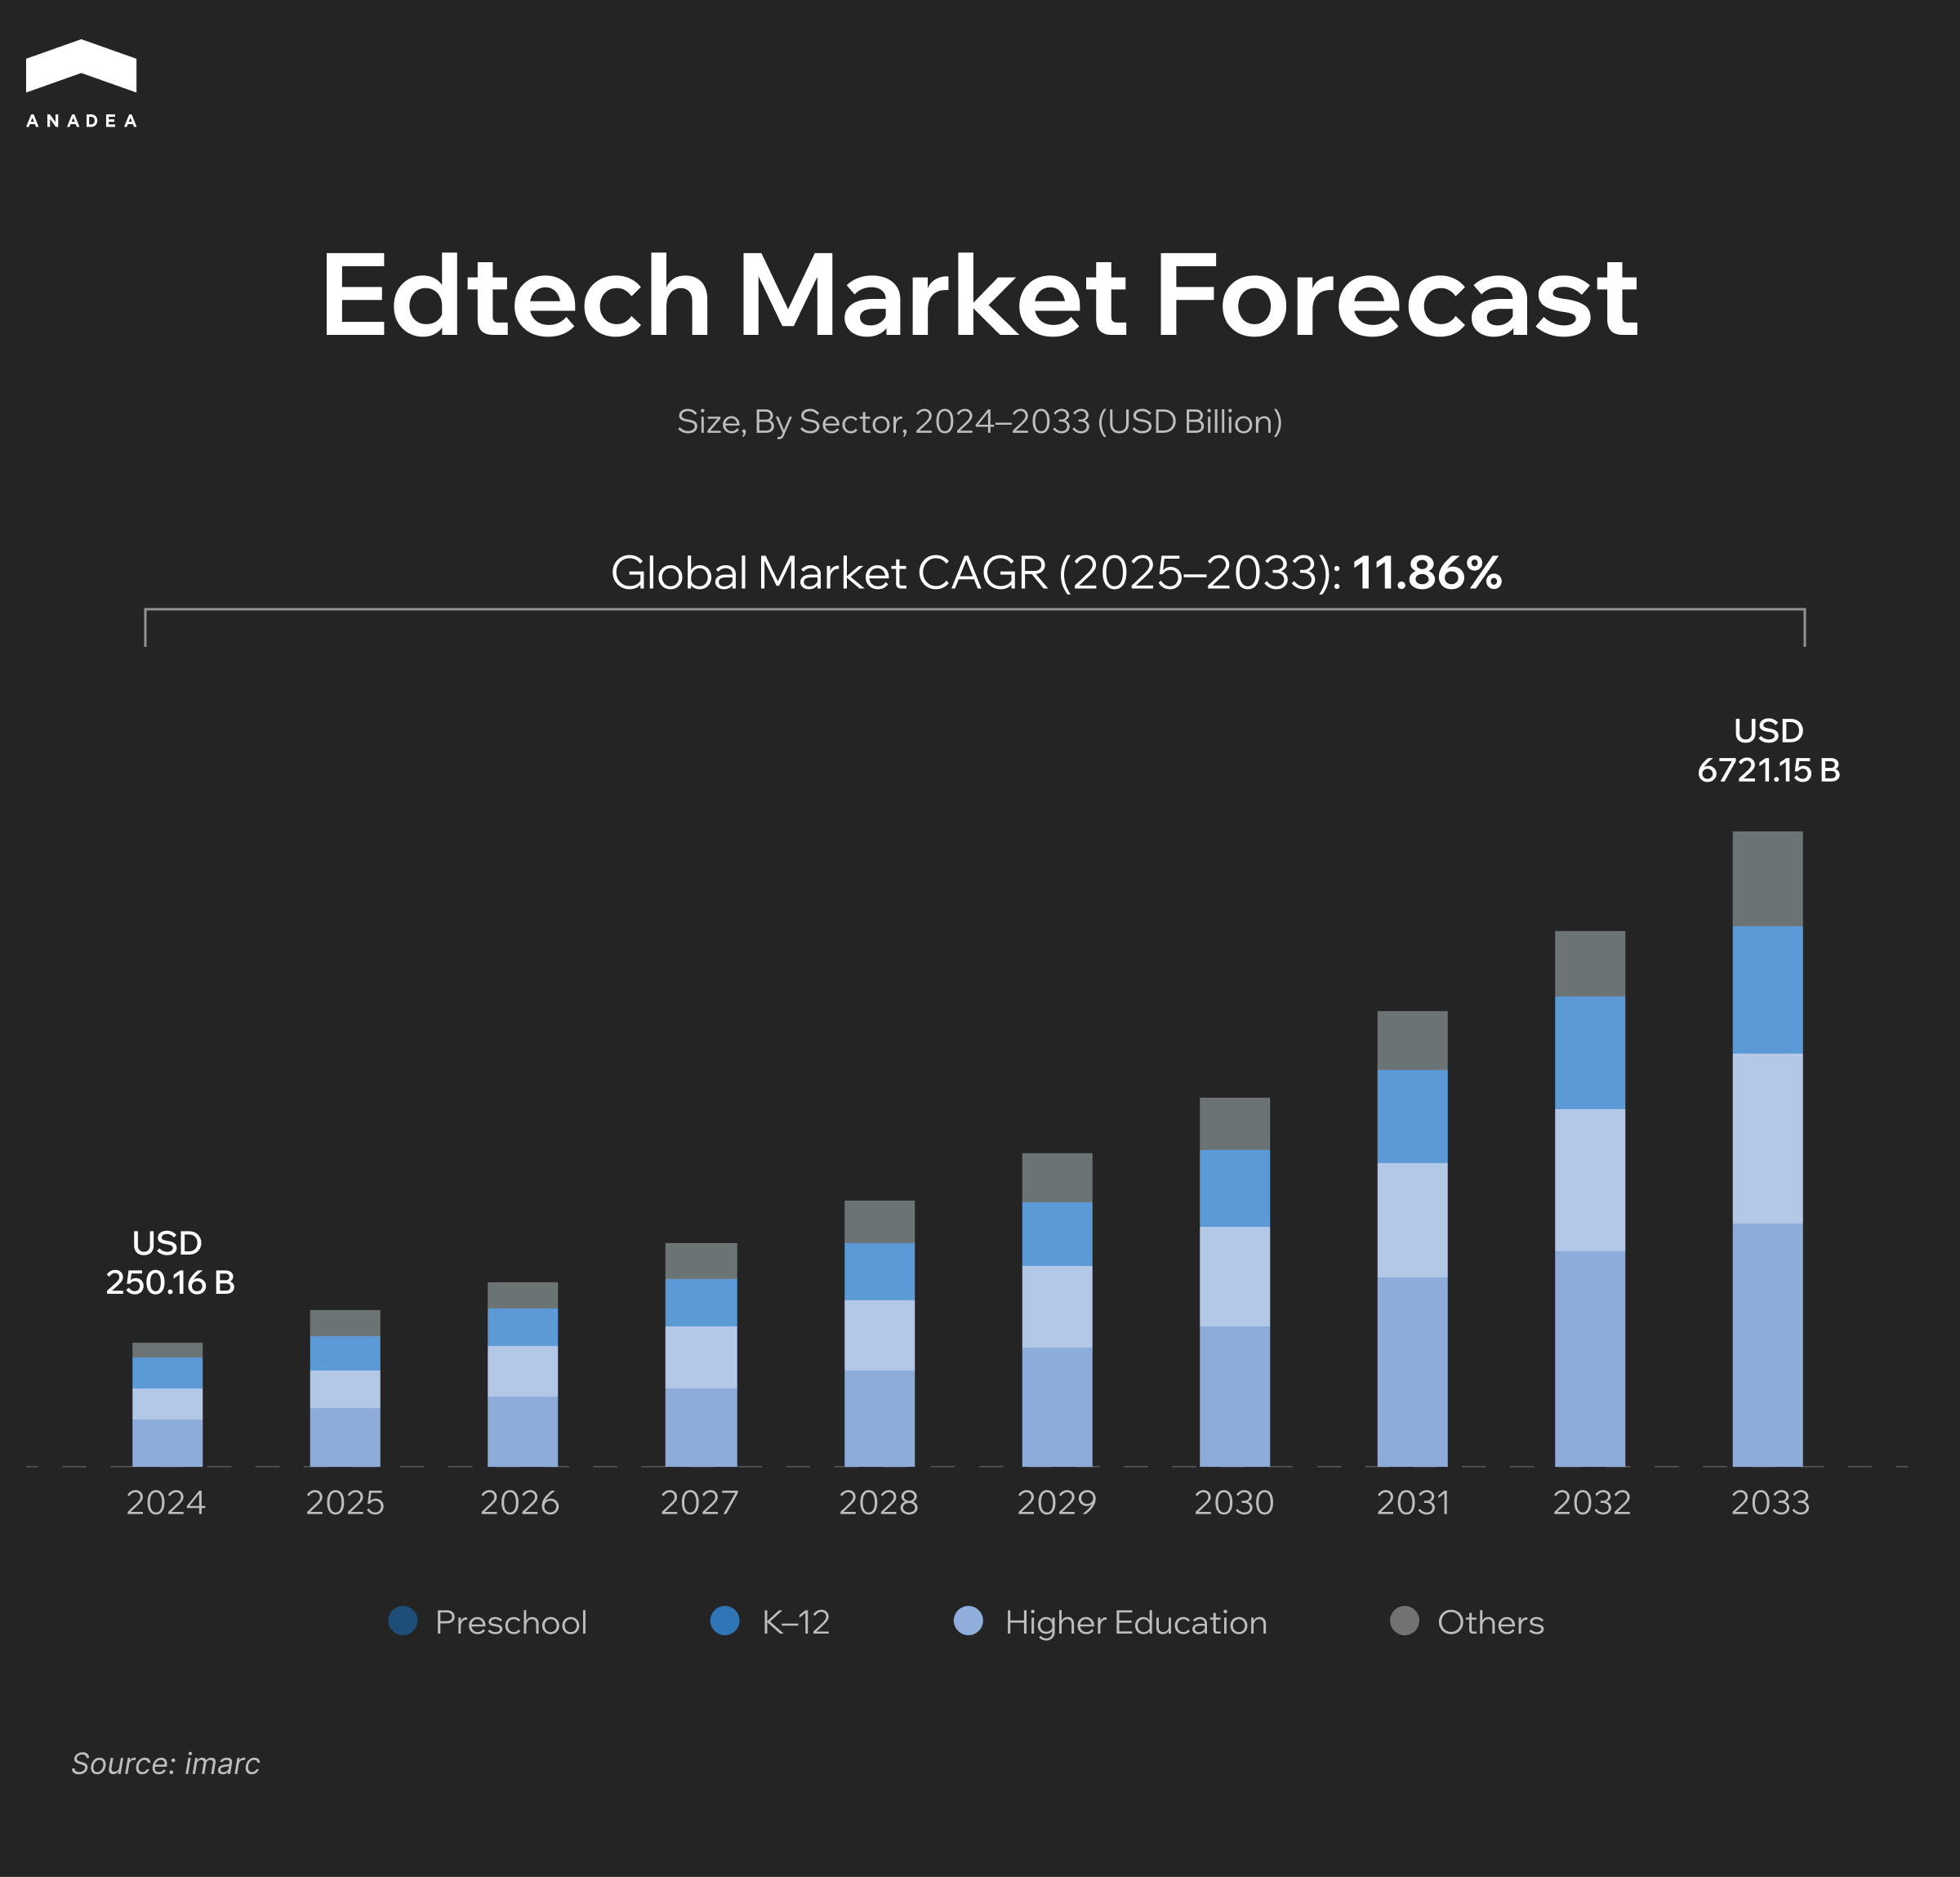 ANADEA
Edtech Market Forecast
Size, By Sector, 2024–2033 (USD Billion)
Global Market CAGR (2025–2033): 11.86%
USD
6721.15 B
USD
250.16 B
2024 2025 2026 2027 2028 2029 2030 2031 2032 2033
Preschool K–12 Higher Education Others
Source: imarc